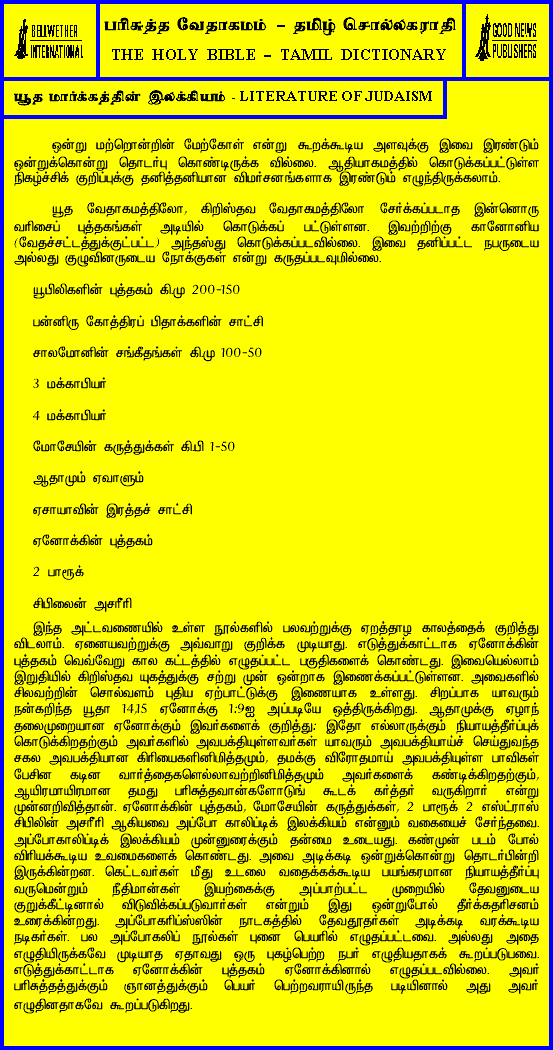 BELLWETHER
INTERNATIONAL
பரிசுத்த வேதாகமம் – தமிழ் சொல்லகராதி
THE HOLY BIBLE – TAMIL DICTIONARY
GOOD NEWS
PUBLISHERS
யூத மார்க்கத்தின் இலக்கியம் - LITERATURE OF JUDAISM
ஒன்று மற்றொன்றின் மேற்கோள் என்று கூறக்கூடிய அளவுக்கு இவை இரண்டும்
ஒன்றுக்கொன்று தொடர்பு கொண்டிருக்க வில்லை. ஆதியாகமத்தில் கொடுக்கப்பட்டுள்ள
நிகழ்ச்சிக் குறிப்புக்கு தனித்தனியான விமர்சனங்களாக இரண்டும் எழுந்திருக்கலாம்.
யூத வேதாகமத்திலோ, கிறிஸ்தவ வேதாகமத்திலோ சேர்க்கப்படாத இன்னொரு
வரிசைப் புத்தகங்கள் அடியில் கொடுக்கப் பட்டுள்ளன. இவற்றிற்கு கானோனிய
(வேதச்சட்டத்துக்குட்பட்ட) அந்தஸ்து கொடுக்கப்படவில்லை. இவை தனிப்பட்ட நபருடைய
அல்லது குழுவினருடைய நோக்குகள் என்று கருதப்படவுமில்லை.
யூபிலிகளின் புத்தகம் கி.மு 200-150
பன்னிரு கோத்திரப் பிதாக்களின் சாட்சி
சாலமோனின் சங்கீதங்கள் கி.மு 100-50
3 மக்காபியர்
4 மக்காபியர்
மோசேயின் கருத்துக்கள் கி.பி 1-50
ஆதாமும் ஏவாளும்
ஏசாயாவின் இரத்தச் சாட்சி
ஏனோக்கின் புத்தகம்
2 பாரூக்
சிபிலைன் அசரீரி
இந்த அட்டவணையில் உள்ள நூல்களில் பலவற்றுக்கு ஏறத்தாழ காலத்தைக் குறித்து
விடலாம். ஏனையவற்றுக்கு அவ்வாறு குறிக்க முடியாது. எடுத்துக்காட்டாக ஏனோக்கின்
புத்தகம் வெவ்வேறு கால கட்டத்தில் எழுதப்பட்ட பகுதிகளைக் கொண்டது. இவையெல்லாம்
இறுதியில் கிறிஸ்தவ யுகத்துக்கு சற்று முன் ஒன்றாக இணைக்கப்பட்டுள்ளன. அவைகளில்
சிலவற்றின் சொல்வளம் புதிய ஏற்பாட்டுக்கு இணையாக உள்ளது. சிறப்பாக யாவரும்
நன்கறிந்த யூதா 14,15 ஏனோக்கு 1:9ஐ அப்படியே ஒத்திருக்கிறது. ஆதாமுக்கு ஏழாந்
தலைமுறையான ஏனோக்கும் இவர்களைக் குறித்து: இதோ எல்லாருக்கும் நியாயத்தீர்ப்புக்
கொடுக்கிறதற்கும் அவர்களில் அவபக்தியுள்ளவர்கள் யாவரும் அவபக்தியாய்ச் செய்துவந்த
சகல அவபக்தியான கிரியைகளினிமித்தமும், தமக்கு விரோதமாய் அவபக்தியுள்ள பாவிகள்
பேசின கடின வார்த்தைகளெல்லாவற்றினிமித்தமும் அவர்களைக் கண்டிக்கிறதற்கும்,
ஆயிரமாயிரமான தமது பரிசுத்தவான்களோடுங் கூடக் கர்த்தர் வருகிறார் என்று
முன்னறிவித்தான். ஏனோக்கின் புத்தகம், மோசேயின் கருத்துக்கள், 2 பாரூக் 2 எஸ்ட்ராஸ்
சிபிலின் அசரீரி ஆகியவை அப்போ காலிப்டிக் இலக்கியம் என்னும் வகையைச் சேர்ந்தவை.
அப்போகாலிப்டிக் இலக்கியம் முன்னுரைக்கும் தன்மை உடையது. கண்முன் படம் போல்
விரியக்கூடிய உவமைகளைக் கொண்டது. அவை அடிக்கடி ஒன்றுக்கொன்று தொடர்பின்றி
இருக்கின்றன. கெட்டவர்கள் மீது உடலை வதைக்கக்கூடிய பயங்கரமான நியாயத்தீர்ப்பு
வருமென்றும் நீதிமான்கள் இயற்கைக்கு அப்பாற்பட்ட முறையில் தேவனுடைய
குறுக்கீட்டினால் விடுவிக்கப்படுவார்கள் என்றும் இது ஒன்றுபோல் தீர்க்கதரிசனம்
உரைக்கின்றது. அப்போகரிப்ஸ்ஸின் நாடகத்தில் தேவதூதர்கள் அடிக்கடி வரக்கூடிய
நடிகர்கள். பல அப்போகலிப் நூல்கள் புனை பெயரில் எழுதப்பட்டவை. அல்லது அதை
எழுதியிருக்கவே முடியாத ஏதாவது ஒரு புகழ்பெற்ற நபர் எழுதியதாகக் கூறப்படுபவை.
எடுத்துக்காட்டாக ஏனோக்கின் புத்தகம் ஏனோக்கினால் எழுதப்படவில்லை. அவர்
பரிசுத்தத்துக்கும் ஞானத்துக்கும் பெயர் பெற்றவராயிருந்த படியினால் அது அவர்
எழுதினதாகவே கூறப்படுகிறது.